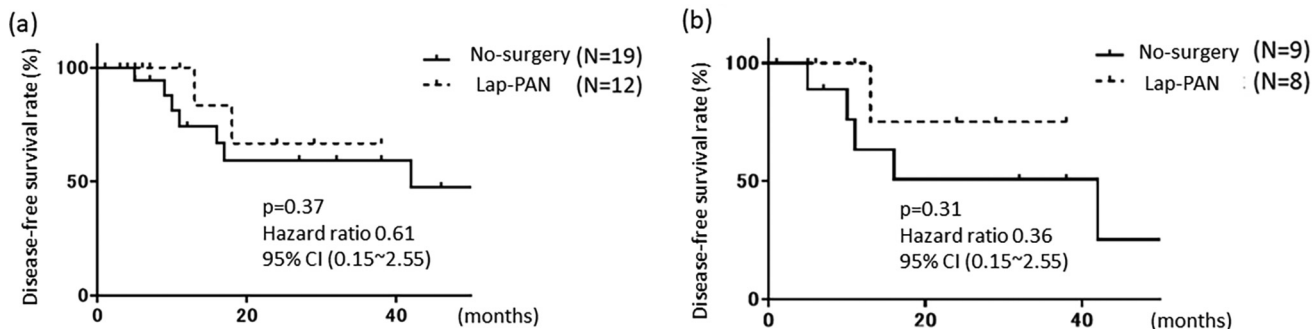 (a)
Disease-free survival rate (%)
100
50
0
0 20 40 (months)
No-surgery (N=19)
Lap-PAN (N=12)
p=0.37
Hazard ratio 0.61
95% CI (0.15~2.55)
(b)
Disease-free survival rate (%)
100
50
0
0 20 40 (months)
No-surgery (N=9)
Lap-PAN : (N=8)
p=0.31
Hazard ratio 0.36
95% CI (0.15~2.55)